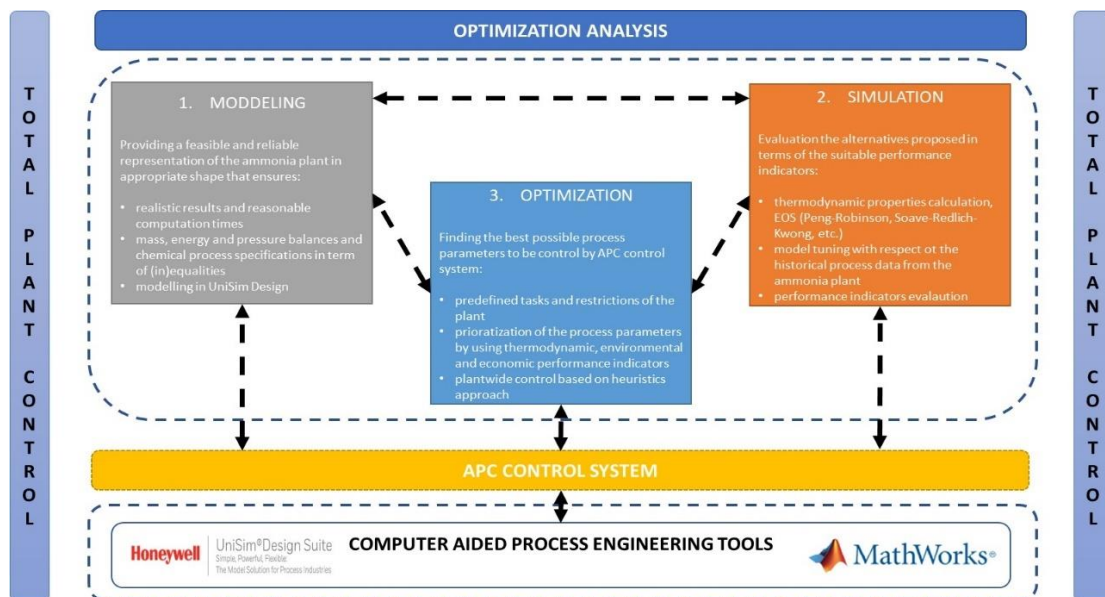 OPTIMIZATION ANALYSIS
TOTAL PLANT CONTROL
1. MODDELING
Providing a feasible and reliable
representation of the ammonia plant in
appropriate shape that ensures:
• realistic results and reasonable
computation times
• mass, energy and pressure balances and
chemical process specifications in term
of (in)equalities
• modelling in UniSim Design
2. SIMULATION
Evaluation the alternatives proposed in
terms of the suitable performance
indicators:
• thermodynamic properties calculation,
EOS (Peng-Robinson, Soave-Redlich-
Kwong, etc.)
• model tuning with respect ot the
historical process data from the
ammonia plant
• performance indicators evalaution
3. OPTIMIZATION
Finding the best possible process
parameters to be control by APC control
system:
• predefined tasks and restrictions of the
plant
• prioratization of the process parameters
by using thermodynamic, environmental
and economic performance indicators
• plantwide control based on heuristics
approach
TOTAL PLANT CONTROL
APC CONTROL SYSTEM
Honeywell
UniSim® Design Suite
Simple, Powerful, Flexible:
The Model Solution for Process Industries
COMPUTER AIDED PROCESS ENGINEERING TOOLS
MathWorks®